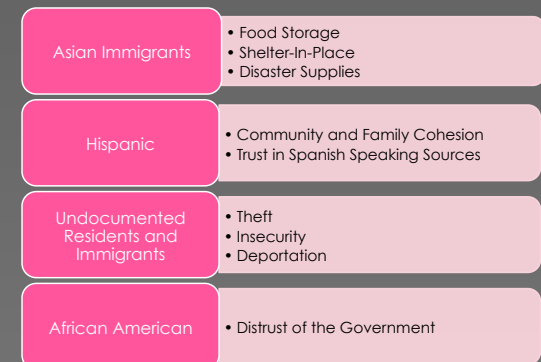 Asian Immigrants
• Food Storage
• Shelter-In-Place
• Disaster Supplies
Hispanic
• Community and Family Cohesion
• Trust in Spanish Speaking Sources
Undocumented
Residents and
Immigrants
• Theft
• Insecurity
• Deportation
African American
• Distrust of the Government